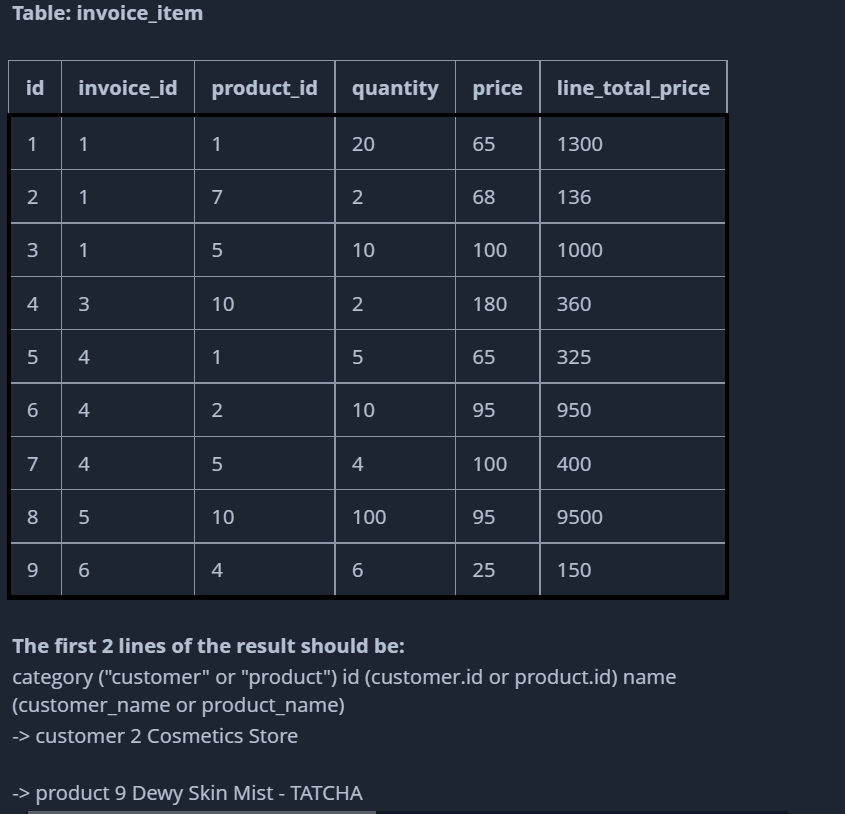 Table: invoice_item
id invoice_id product_id quantity price line_total_price
1 1 1 20 65 1300
2 1 7 2 68 136
3 1 5 10 100 1000
4 3 10 2 180 360
5 4 1 5 65 325
6 4 2 10 95 950
7 4 5 4 100 400
8 5 10 100 95 9500
9 6 4 6 25 150
The first 2 lines of the result should be:
category ("customer" or "product") id (customer.id or product.id) name
(customer_name or product_name)
-> customer 2 Cosmetics Store
-> product 9 Dewy Skin Mist - TATCHA